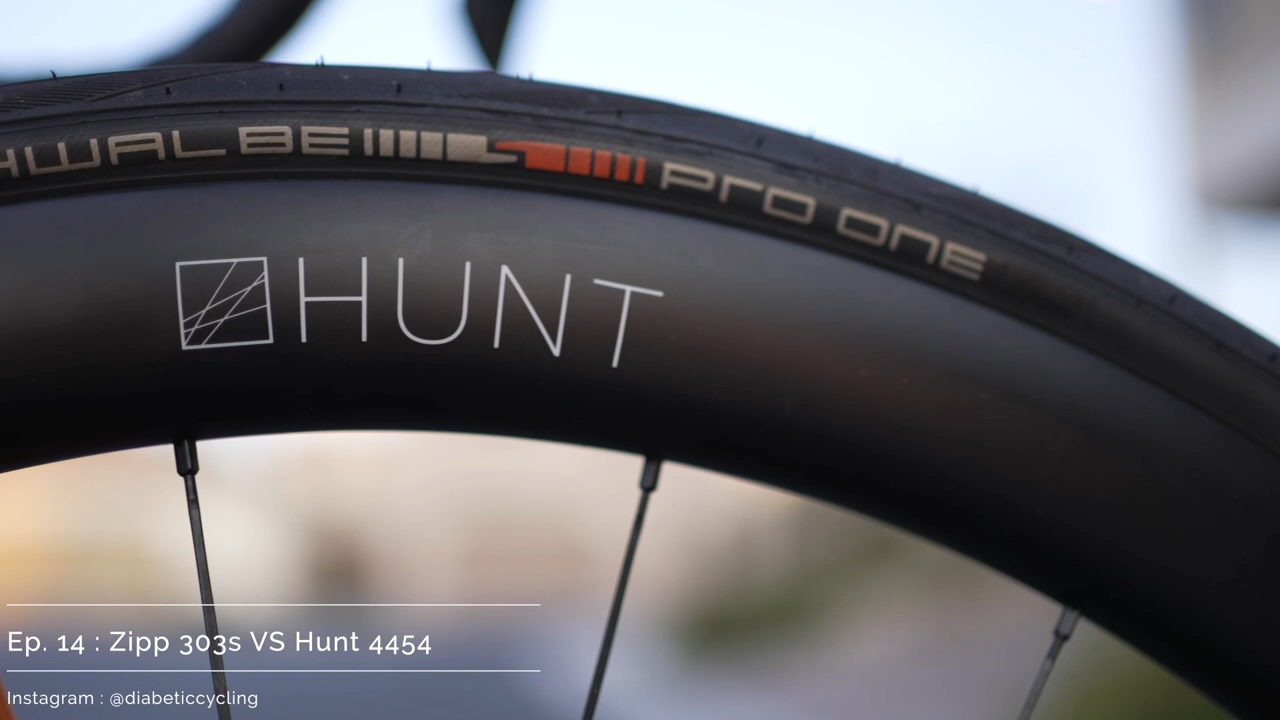 HWALBE PRO ONE
HUNT
Ep. 14 : Zipp 303s VS Hunt 4454
Instagram : @diabeticcycling